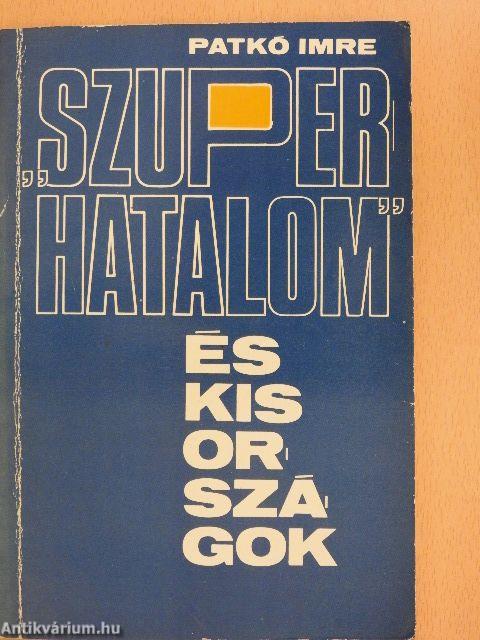 PATKÓ IMRE
„SZUPER-
HATALOM”
ÉS
KIS
OR-
SZÁ-
GOK
Antikvárium.hu